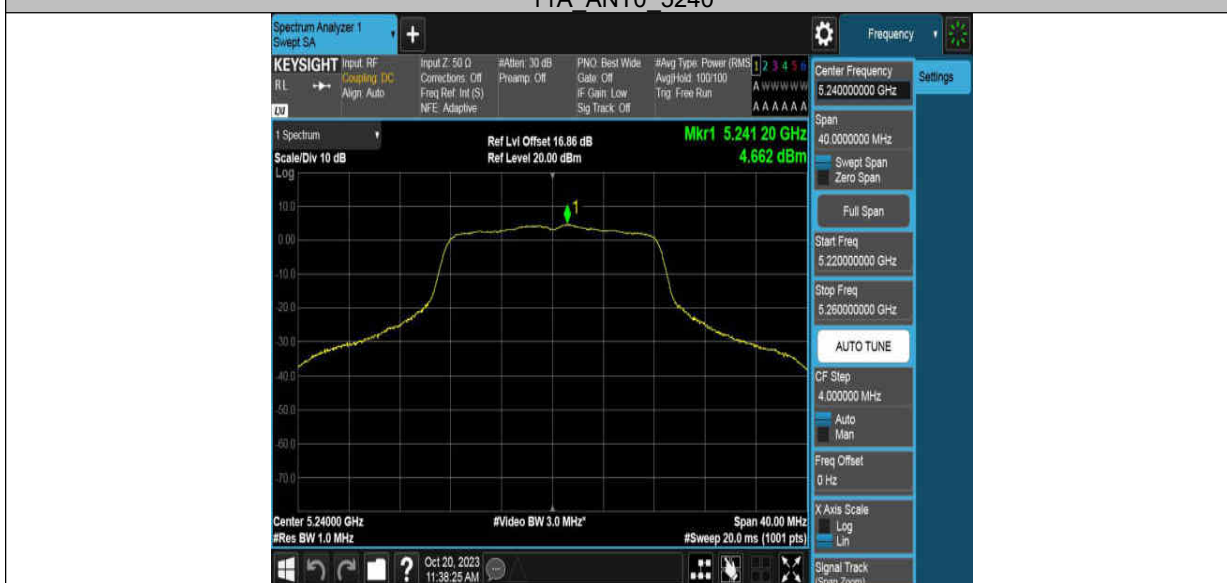 11A_ANT0_5240
Spectrum Analyzer 1
Swept SA
+
Frequency
KEYSIGHT
RL
LXI
Input: RF
Coupling: DC
Align: Auto
Input Z: 50 Ω
Corrections: Off
Freq Ref: Int (S)
NFE: Adaptive
#Atten: 30 dB
Preamp: Off
PNO: Best Wide
Gate: Off
IF Gain: Low
Sig Track: Off
#Avg Type: Power (RMS
Avg|Hold: 100/100
Trig: Free Run
1 2 3 4 5 6
A W W W W W
A A A A A A
Center Frequency
5.240000000 GHz
Settings
Span
40.0000000 MHz
Swept Span
Zero Span
Full Span
Start Freq
5.220000000 GHz
Stop Freq
5.260000000 GHz
AUTO TUNE
CF Step
4.000000 MHz
Auto
Man
Freq Offset
0 Hz
X Axis Scale
Log
Lin
Signal Track
(Span Zoom)
1 Spectrum
Scale/Div 10 dB
Log
Ref Lvl Offset 16.86 dB
Ref Level 20.00 dBm
Mkr1 5.241 20 GHz
4.662 dBm
1
10.0
0.00
-10.0
-20.0
-30.0
-40.0
-50.0
-60.0
-70.0
Center 5.24000 GHz
#Res BW 1.0 MHz
#Video BW 3.0 MHz*
Span 40.00 MHz
#Sweep 20.0 ms (1001 pts)
?
Oct 20, 2023
11:38:25 AM